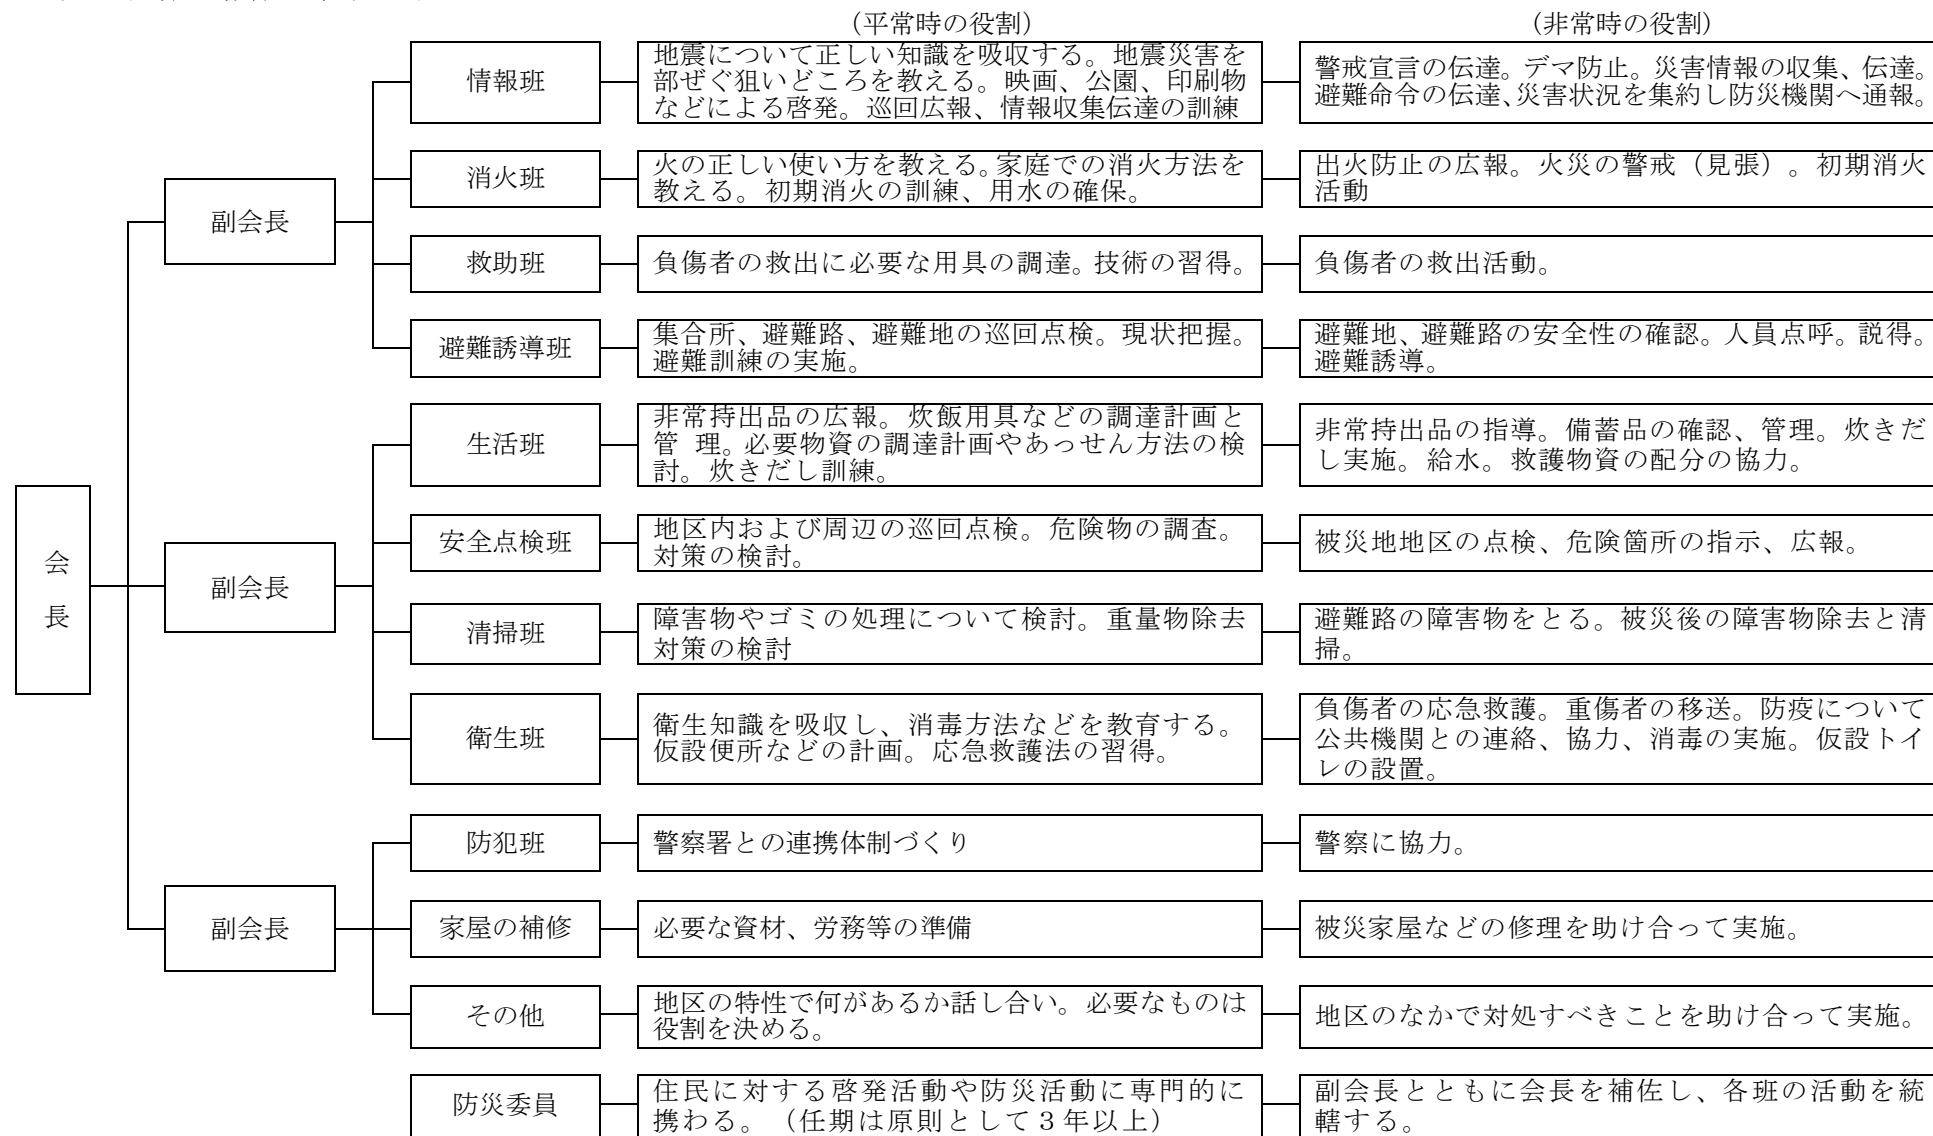 （平常時の役割）
（非常時の役割）
情報班
地震について正しい知識を吸収する。地震災害を
部ぜぐ狙いどころを教える。映画、公園、印刷物
などによる啓発。巡回広報、情報収集伝達の訓練
警戒宣言の伝達。デマ防止。災害情報の収集、伝達。
避難命令の伝達、災害状況を集約し防災機関へ通報。
消火班
火の正しい使い方を教える。家庭での消火方法を
教える。初期消火の訓練、用水の確保。
出火防止の広報。火災の警戒（見張）。初期消火
活動
副会長
救助班
負傷者の救出に必要な用具の調達。技術の習得。
負傷者の救出活動。
避難誘導班
集合所、避難路、避難地の巡回点検。現状把握。
避難訓練の実施。
避難地、避難路の安全性の確認。人員点呼。説得。
避難誘導。
生活班
非常持出品の広報。炊飯用具などの調達計画と
管 理。必要物資の調達計画やあっせん方法の検
討。炊きだし訓練。
非常持出品の指導。備蓄品の確認、管理。炊きだ
し実施。給水。救護物資の配分の協力。
安全点検班
地区内および周辺の巡回点検。危険物の調査。
対策の検討。
被災地地区の点検、危険箇所の指示、広報。
会
長
副会長
清掃班
障害物やゴミの処理について検討。重量物除去
対策の検討
避難路の障害物をとる。被災後の障害物除去と清
掃。
衛生班
衛生知識を吸収し、消毒方法などを教育する。
仮設便所などの計画。応急救護法の習得。
負傷者の応急救護。重傷者の移送。防疫について
公共機関との連絡、協力、消毒の実施。仮設トイ
レの設置。
防犯班
警察署との連携体制づくり
警察に協力。
副会長
家屋の補修
必要な資材、労務等の準備
被災家屋などの修理を助け合って実施。
その他
地区の特性で何があるか話し合い。必要なものは
役割を決める。
地区のなかで対処すべきことを助け合って実施。
防災委員
住民に対する啓発活動や防災活動に専門的に
携わる。（任期は原則として３年以上）
副会長とともに会長を補佐し、各班の活動を統
轄する。